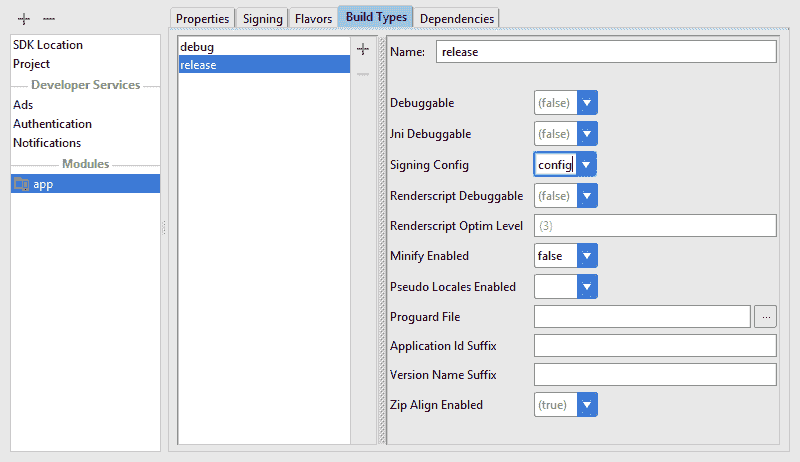 Properties Signing Flavors Build Types Dependencies
SDK Location
Project
Developer Services
Ads
Authentication
Notifications
Modules
app
debug
release
Name: release
Debuggable (false)
Jni Debuggable (false)
Signing Config config
Renderscript Debuggable (false)
Renderscript Optim Level (3)
Minify Enabled false
Pseudo Locales Enabled
Proguard File ...
Application Id Suffix
Version Name Suffix
Zip Align Enabled (true)